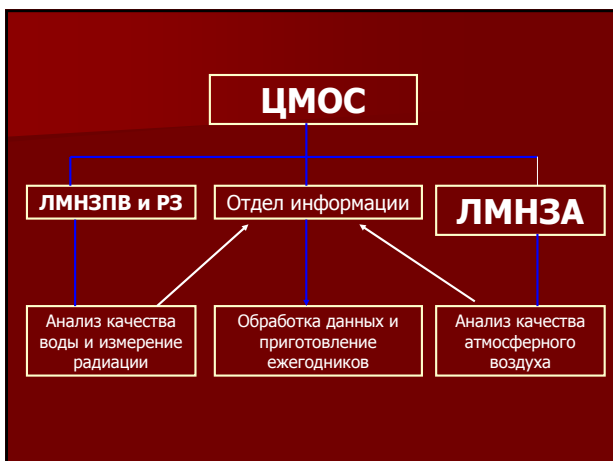 ЦМОС
ЛМНЗПВ и РЗ
Отдел информации
ЛМНЗА
Анализ качества
воды и измерение
радиации
Обработка данных и
приготовление
ежегодников
Анализ качества
атмосферного
воздуха